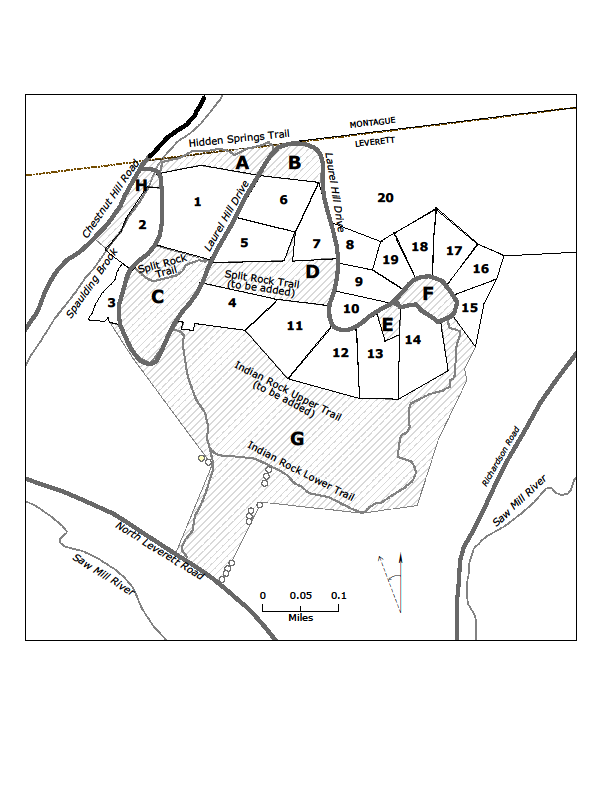 MONTAGUE
Hidden Springs Trail
LEVERETT
A
B
Laurel Hill Drive
Chestnut Hill Road
H
1
6
20
2
Laurel Hill Drive
5
7
8
18
17
19
16
Spaulding Brook
Split Rock
Trail
D
Split Rock Trail
(to be added)
9
F
C
3
4
10
15
11
E
12
13
14
Indian Rock Upper Trail
(to be added)
G
Indian Rock Lower Trail
Richardson Road
Saw Mill River
North Leverett Road
Saw Mill River
0 0.05 0.1
Miles